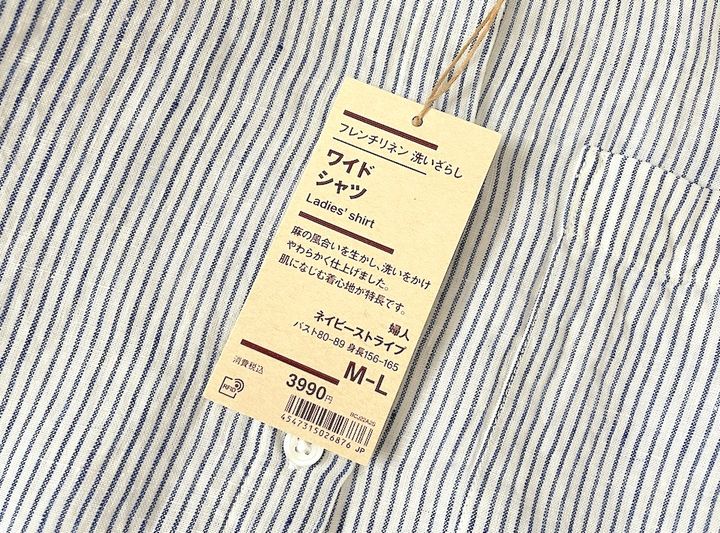 フレンチリネン 洗いざらし
ワイド
シャツ
Ladies' shirt
麻の風合いを生かし、洗いをかけ
やわらかく仕上げました。
肌になじむ着心地が特長です。
婦人
ネイビーストライプ
バスト80-89 身長156-165
M-L
消費税込
3990円
RFID
BCJ22A2S
4547315026876 JP